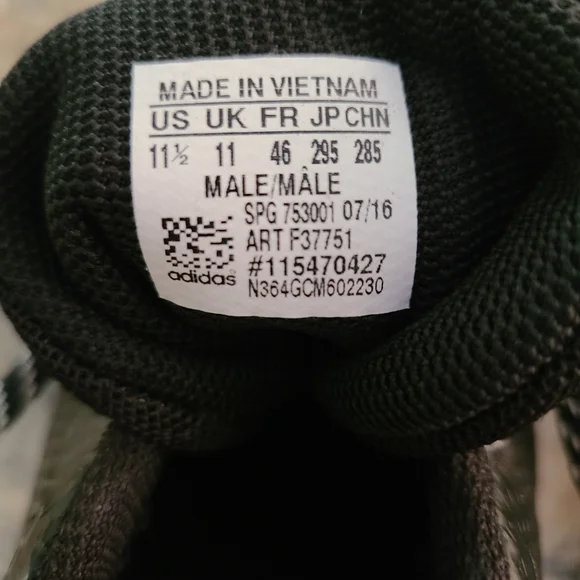 MADE IN VIETNAM
US UK FR JP CHN
11½ 11 46 295 285
MALE/MÂLE
SPG 753001 07/16
ART F37751
#115470427
adidas N364GCM602230